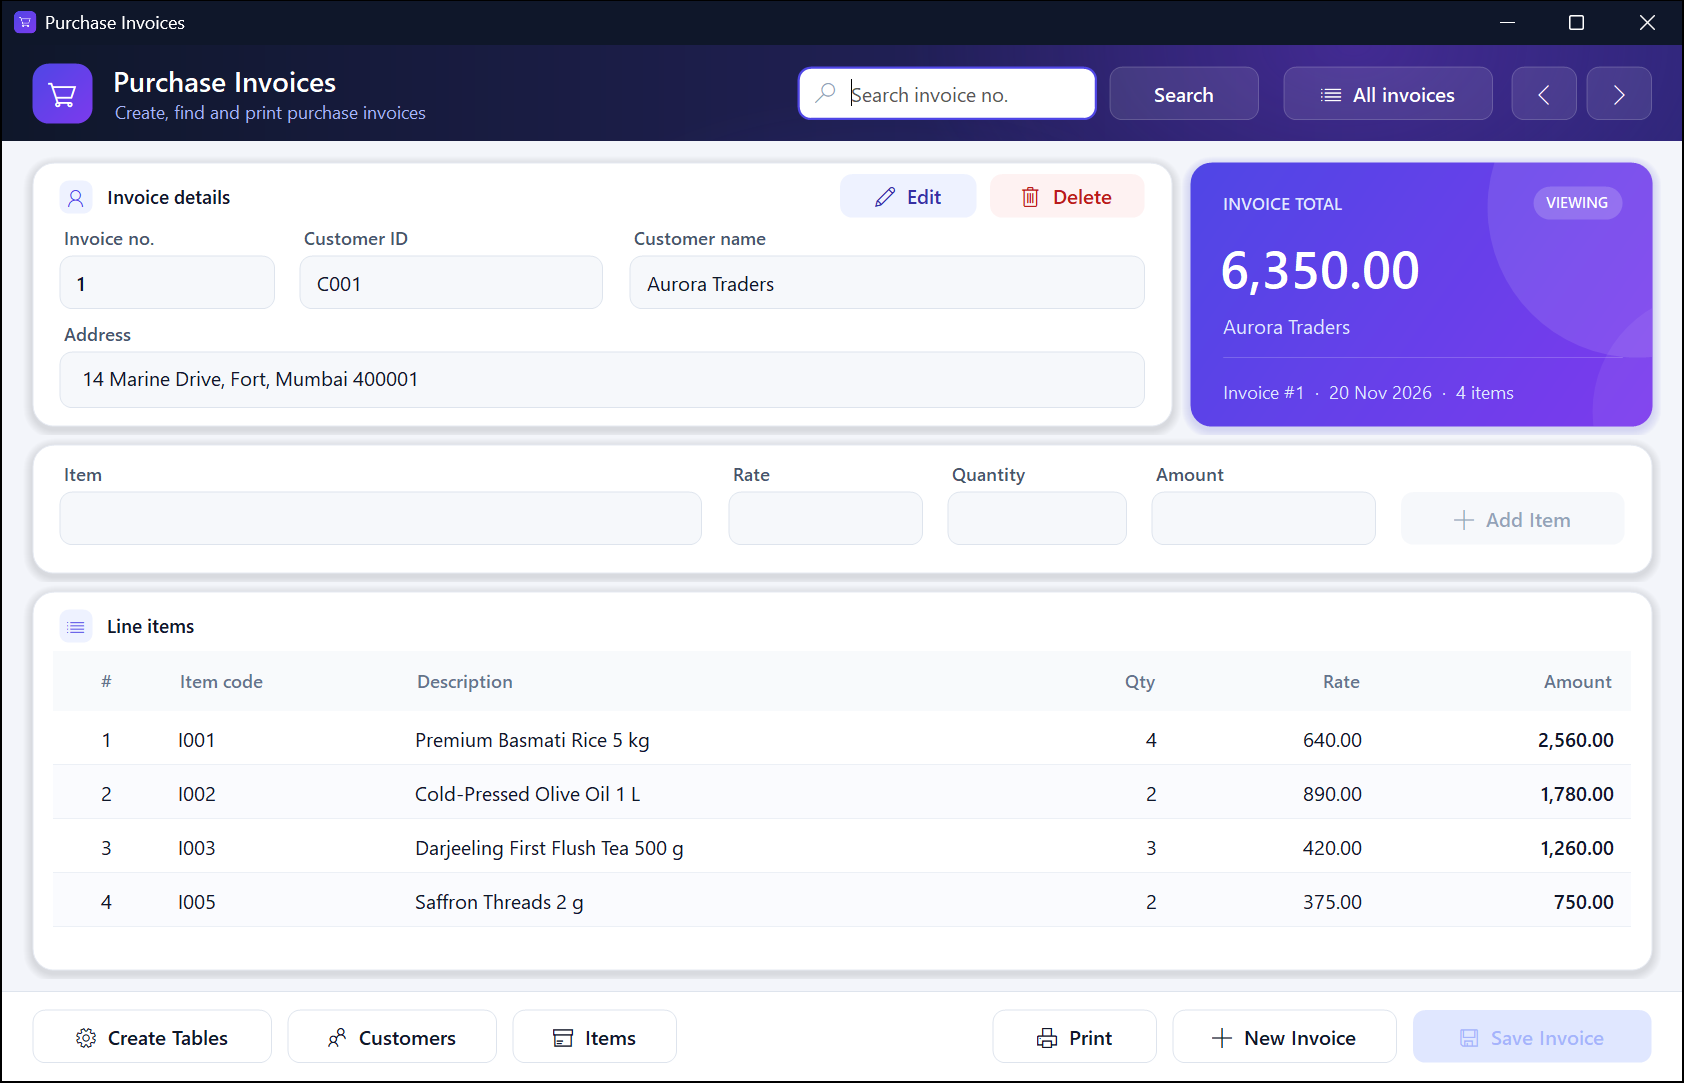 Purchase Invoices
Purchase Invoices
Create, find and print purchase invoices
Search invoice no.
Search
All invoices
Invoice details
Edit
Delete
Invoice no.
Customer ID
Customer name
1
C001
Aurora Traders
Address
14 Marine Drive, Fort, Mumbai 400001
INVOICE TOTAL
VIEWING
6,350.00
Aurora Traders
Invoice #1 · 20 Nov 2026 · 4 items
Item
Rate
Quantity
Amount
Add Item
Line items
# Item code Description Qty Rate Amount
1 I001 Premium Basmati Rice 5 kg 4 640.00 2,560.00
2 I002 Cold-Pressed Olive Oil 1 L 2 890.00 1,780.00
3 I003 Darjeeling First Flush Tea 500 g 3 420.00 1,260.00
4 I005 Saffron Threads 2 g 2 375.00 750.00
Create Tables
Customers
Items
Print
New Invoice
Save Invoice